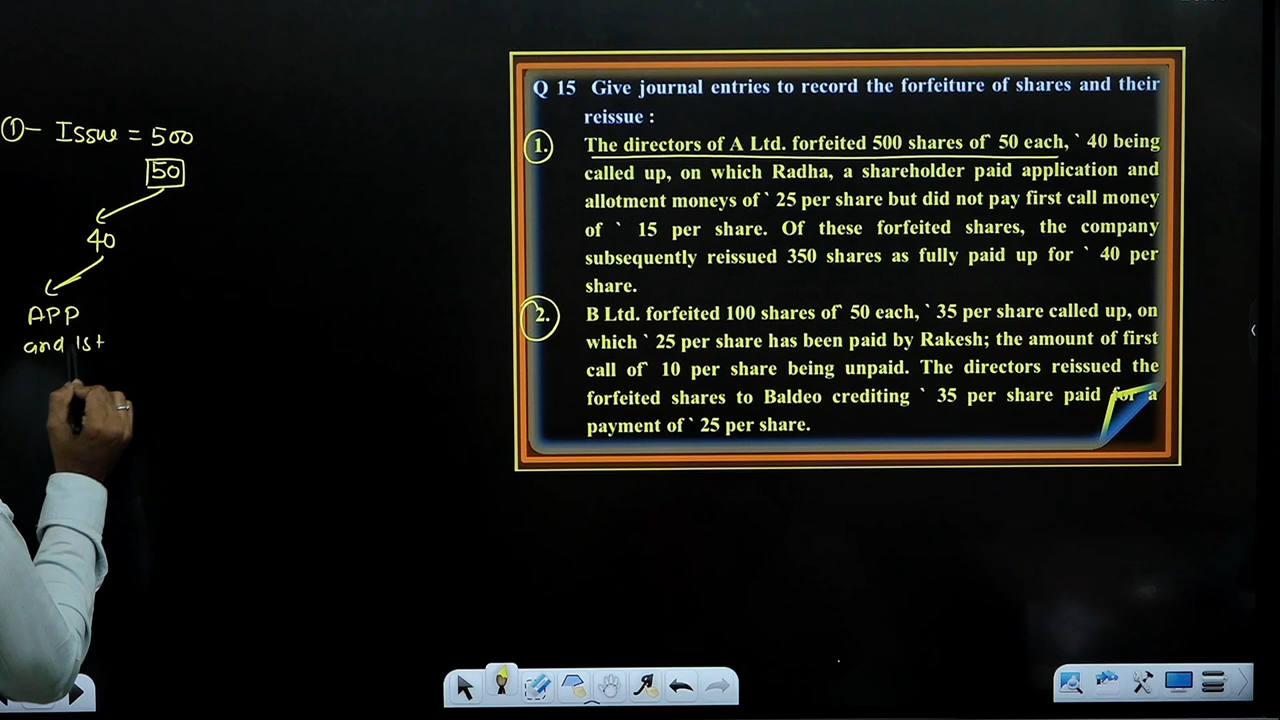 ①- Issue = 500
50
40
APP
and 1st
Q 15 Give journal entries to record the forfeiture of shares and their
reissue :
1. The directors of A Ltd. forfeited 500 shares of ` 50 each, ` 40 being
called up, on which Radha, a shareholder paid application and
allotment moneys of ` 25 per share but did not pay first call money
of ` 15 per share. Of these forfeited shares, the company
subsequently reissued 350 shares as fully paid up for ` 40 per
share.
2. B Ltd. forfeited 100 shares of ` 50 each, ` 35 per share called up, on
which ` 25 per share has been paid by Rakesh; the amount of first
call of ` 10 per share being unpaid. The directors reissued the
forfeited shares to Baldeo crediting ` 35 per share paid for a
payment of ` 25 per share.